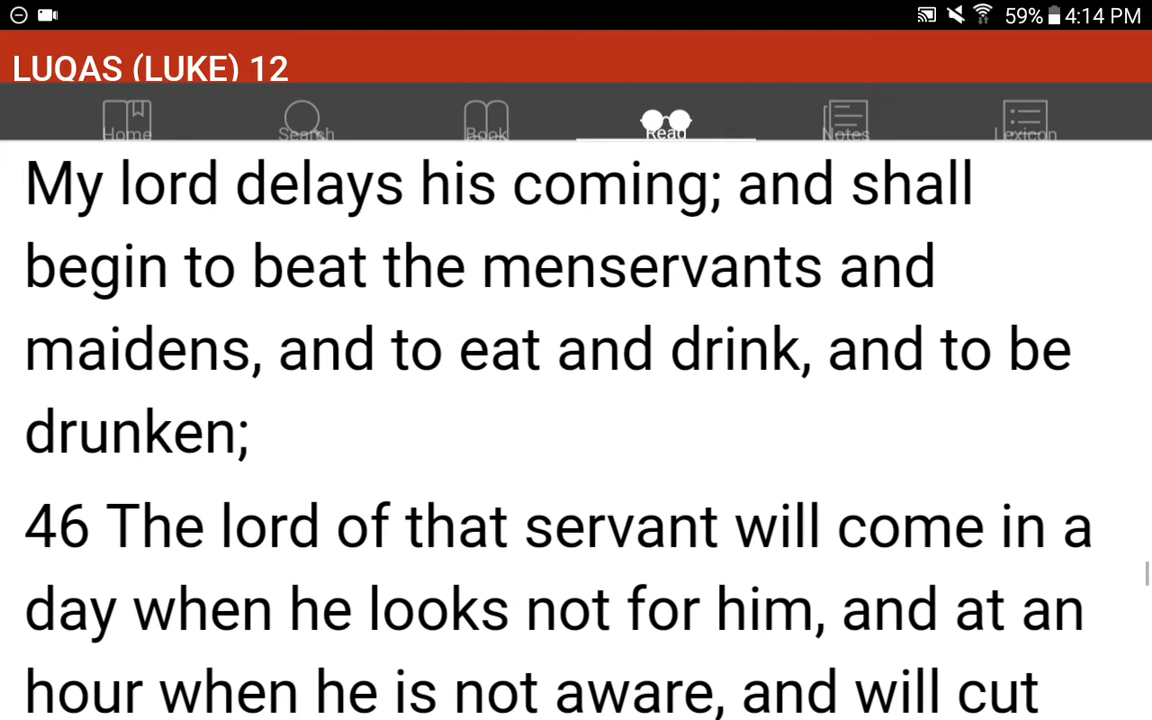 59% 4:14 PM
LUQAS (LUKE) 12
Home Search Book Read Notes Lexicon
My lord delays his coming; and shall
begin to beat the menservants and
maidens, and to eat and drink, and to be
drunken;
46 The lord of that servant will come in a
day when he looks not for him, and at an
hour when he is not aware, and will cut